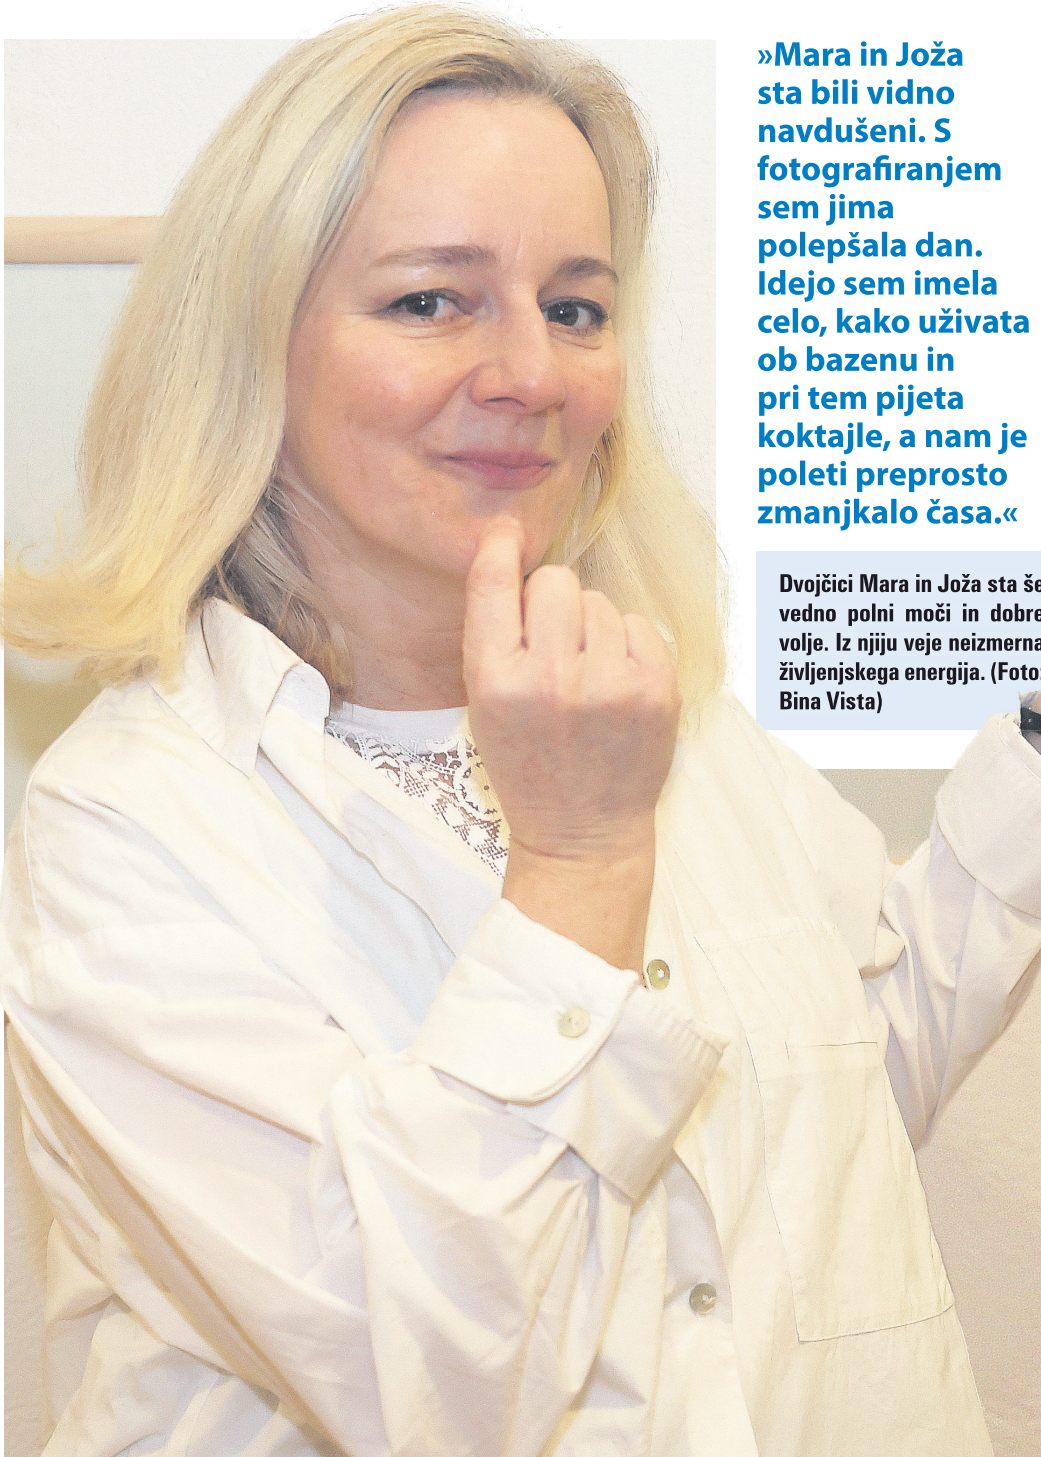 »Mara in Joža
sta bili vidno
navdušeni. S
fotografiranjem
sem jima
polepšala dan.
Idejo sem imela
celo, kako uživata
ob bazenu in
pri tem pijeta
koktajle, a nam je
poleti preprosto
zmanjkalo časa.«
Dvojčici Mara in Joža sta še
vedno polni moči in dobre
volje. Iz njiju veje neizmerna
življenjskega energija. (Foto:
Bina Vista)